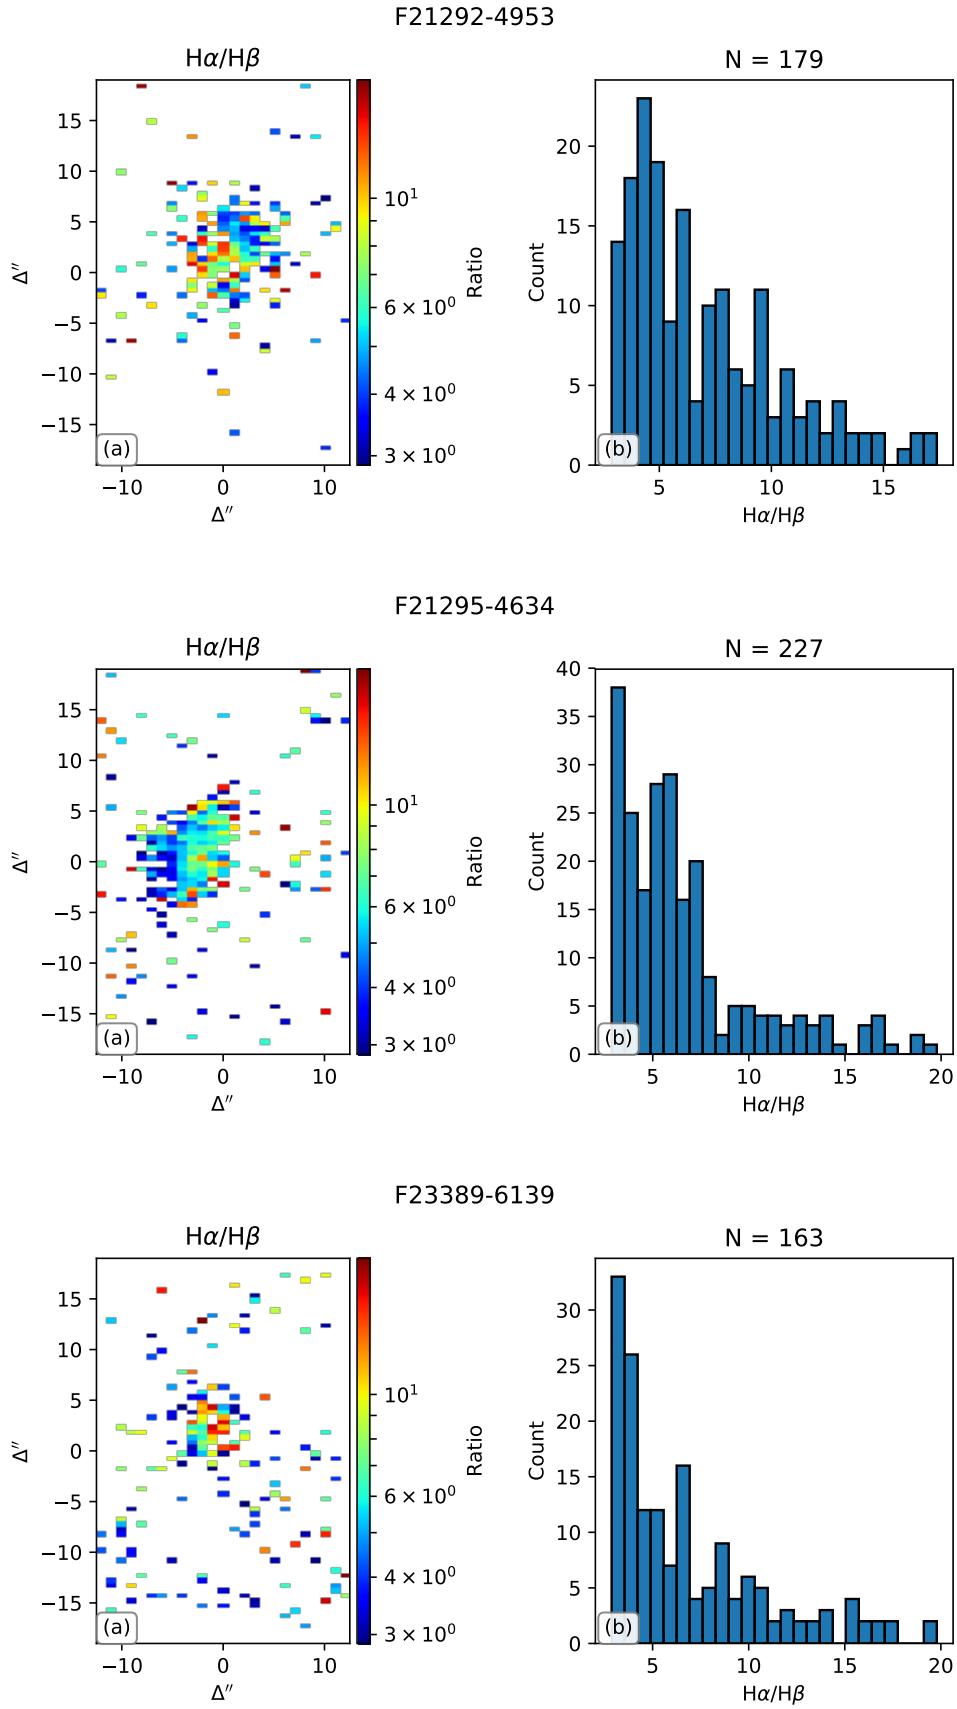 F21292-4953
Hα/Hβ
N = 179
15
10
5
0
−5
−10
−15
Δ″
−10 0 10
Δ″
(a)
10¹
6 × 10⁰
4 × 10⁰
3 × 10⁰
Ratio
20
15
10
5
0
Count
5 10 15
Hα/Hβ
(b)
F21295-4634
Hα/Hβ
N = 227
15
10
5
0
−5
−10
−15
Δ″
−10 0 10
Δ″
(a)
10¹
6 × 10⁰
4 × 10⁰
3 × 10⁰
Ratio
40
35
30
25
20
15
10
5
0
Count
5 10 15 20
Hα/Hβ
(b)
F23389-6139
Hα/Hβ
N = 163
15
10
5
0
−5
−10
−15
Δ″
−10 0 10
Δ″
(a)
10¹
6 × 10⁰
4 × 10⁰
3 × 10⁰
Ratio
30
25
20
15
10
5
0
Count
5 10 15 20
Hα/Hβ
(b)